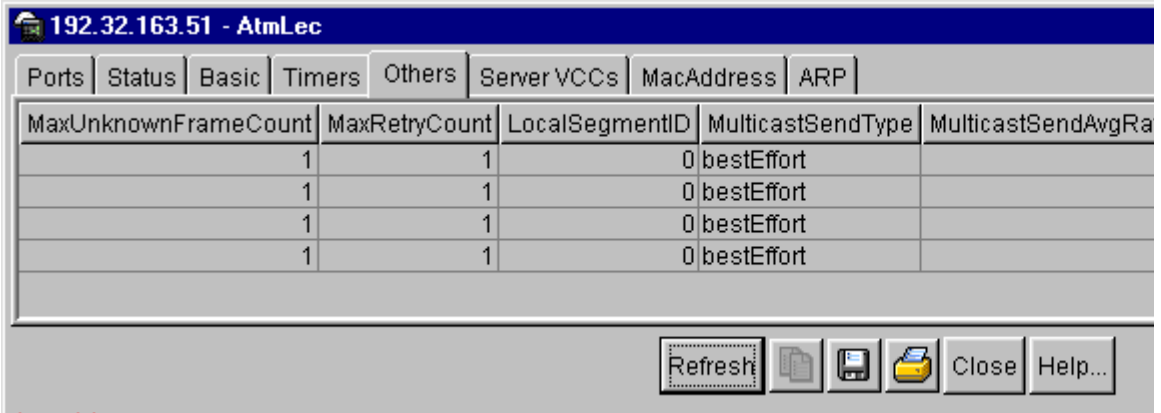 192.32.163.51 - AtmLec
Ports Status Basic Timers Others Server VCCs MacAddress ARP
MaxUnknownFrameCount MaxRetryCount LocalSegmentID MulticastSendType MulticastSendAvgRa
1 1 0 bestEffort
1 1 0 bestEffort
1 1 0 bestEffort
1 1 0 bestEffort
Refresh Close Help...